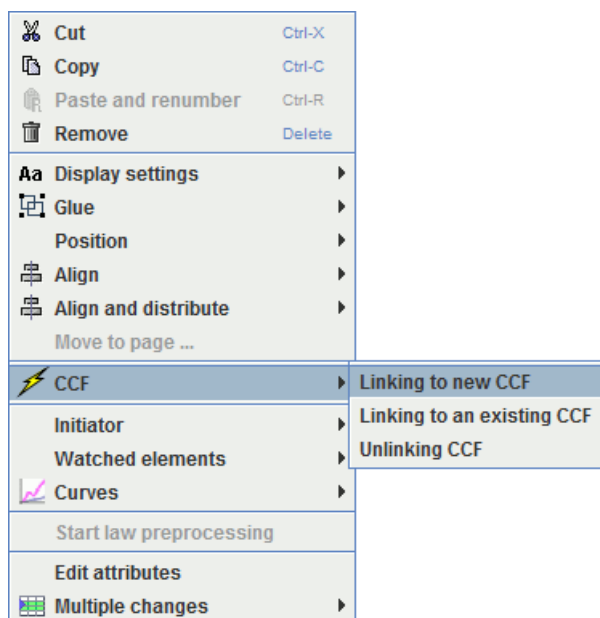 Cut Ctrl-X
Copy Ctrl-C
Paste and renumber Ctrl-R
Remove Delete
Aa Display settings
Glue
Position
Align
Align and distribute
Move to page ...
CCF
Linking to new CCF
Linking to an existing CCF
Unlinking CCF
Initiator
Watched elements
Curves
Start law preprocessing
Edit attributes
Multiple changes